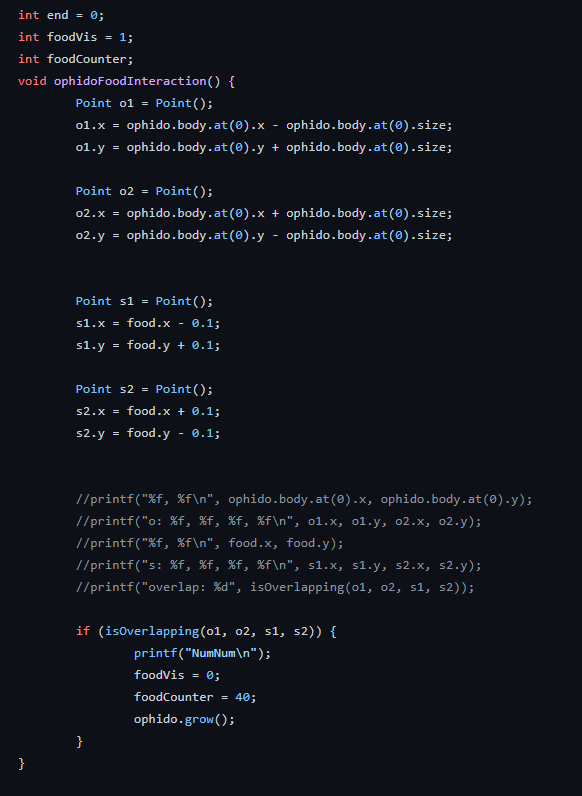 int end = 0;
int foodVis = 1;
int foodCounter;
void ophidoFoodInteraction() {
        Point o1 = Point();
        o1.x = ophido.body.at(0).x - ophido.body.at(0).size;
        o1.y = ophido.body.at(0).y + ophido.body.at(0).size;

        Point o2 = Point();
        o2.x = ophido.body.at(0).x + ophido.body.at(0).size;
        o2.y = ophido.body.at(0).y - ophido.body.at(0).size;


        Point s1 = Point();
        s1.x = food.x - 0.1;
        s1.y = food.y + 0.1;

        Point s2 = Point();
        s2.x = food.x + 0.1;
        s2.y = food.y - 0.1;


        //printf("%f, %f\n", ophido.body.at(0).x, ophido.body.at(0).y);
        //printf("o: %f, %f, %f, %f\n", o1.x, o1.y, o2.x, o2.y);
        //printf("%f, %f\n", food.x, food.y);
        //printf("s: %f, %f, %f, %f\n", s1.x, s1.y, s2.x, s2.y);
        //printf("overlap: %d", isOverlapping(o1, o2, s1, s2));

        if (isOverlapping(o1, o2, s1, s2)) {
                printf("NumNum\n");
                foodVis = 0;
                foodCounter = 40;
                ophido.grow();
        }
}